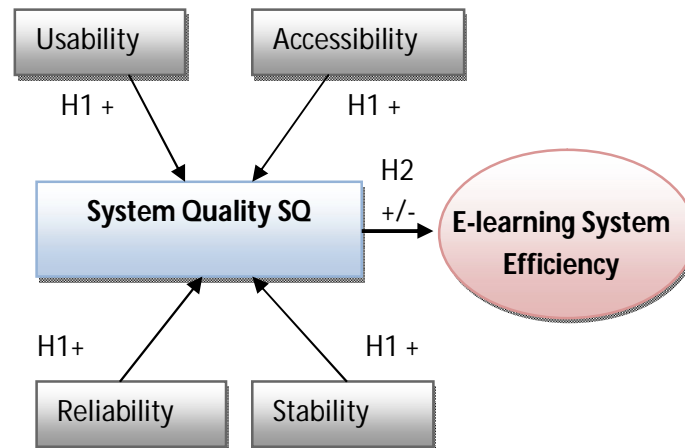 Usability
Accessibility
H1 +
H1 +
H2
+/-
System Quality SQ
E-learning System
Efficiency
H1+
H1 +
Reliability
Stability